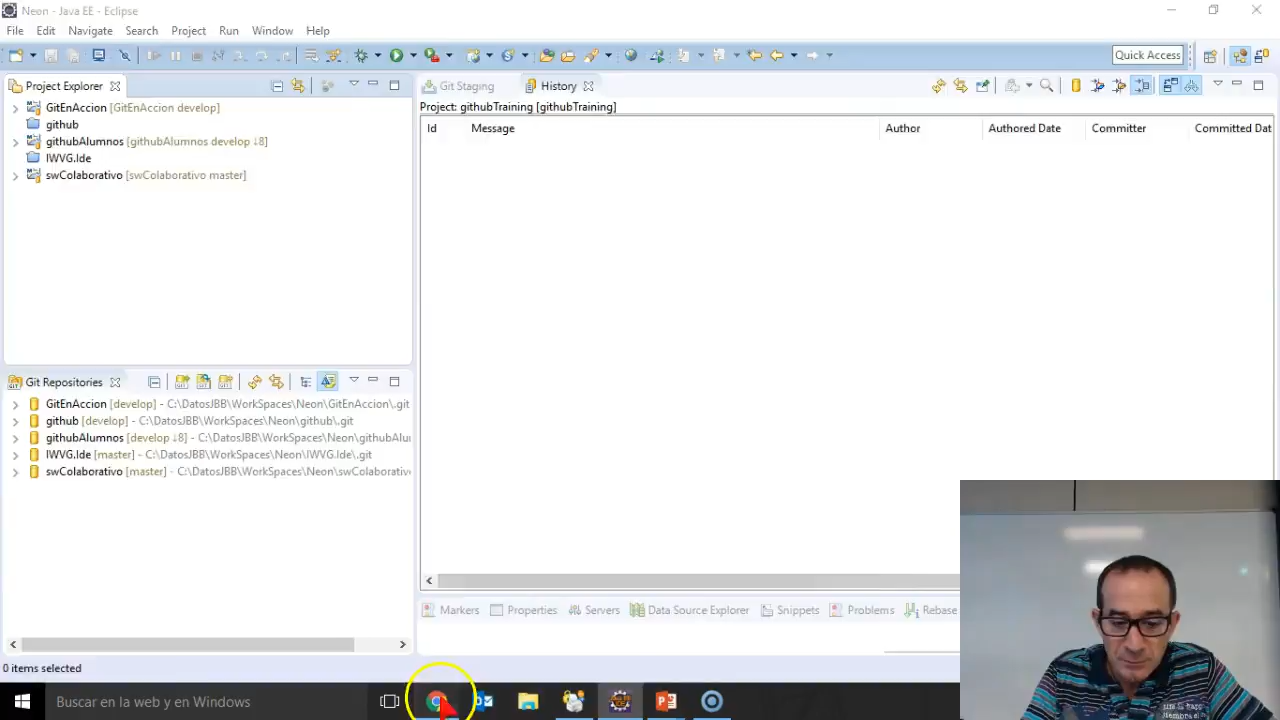 Neon - Java EE - Eclipse
File Edit Navigate Search Project Run Window Help
Quick Access
Project Explorer
Git Staging
History
GitEnAccion [GitEnAccion develop]
github
githubAlumnos [githubAlumnos develop ↓8]
IWVG.Ide
swColaborativo [swColaborativo master]
Project: githubTraining [githubTraining]
Id Message Author Authored Date Committer Committed Dat
Git Repositories
GitEnAccion [develop] - C:\DatosJBB\WorkSpaces\Neon\GitEnAccion\.git
github [develop] - C:\DatosJBB\WorkSpaces\Neon\github\.git
githubAlumnos [develop ↓8] - C:\DatosJBB\WorkSpaces\Neon\githubAlu
IWVG.Ide [master] - C:\DatosJBB\WorkSpaces\Neon\IWVG.Ide\.git
swColaborativo [master] - C:\DatosJBB\WorkSpaces\Neon\swColaborativo
Markers Properties Servers Data Source Explorer Snippets Problems Rebase
0 items selected
Buscar en la web y en Windows